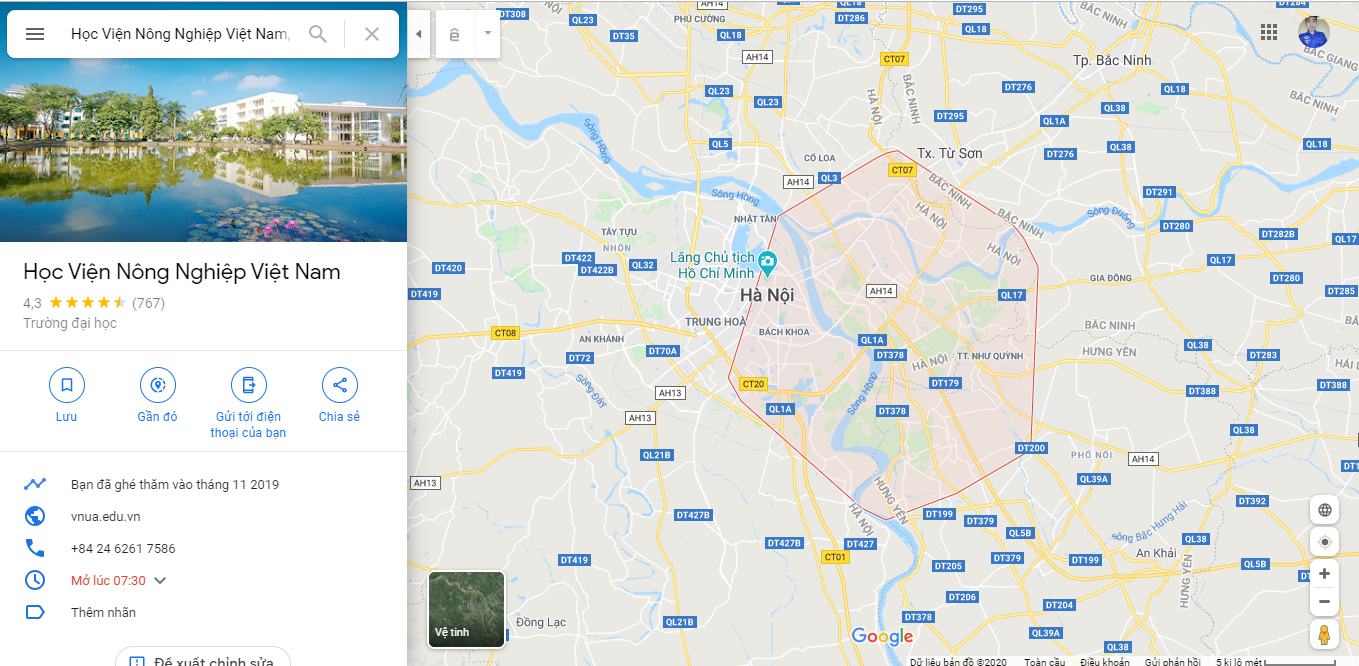 Học Viện Nông Nghiệp Việt Nam,
ê
Học Viện Nông Nghiệp Việt Nam
4,3 (767)
Trường đại học
Lưu
Gần đó
Gửi tới điện
thoại của bạn
Chia sẻ
Bạn đã ghé thăm vào tháng 11 2019
vnua.edu.vn
+84 24 6261 7586
Mở lúc 07:30
Thêm nhãn
Đề xuất chỉnh sửa
DT308
QL23
AH14
PHÚ CƯỜNG
QL18
DT286
DT295
QL18
BẮC NINH
DT284
DT35
QL18
AH14
CT07
Tp. Bắc Ninh
BẮC GIANG
QL23
QL23
HÀ NỘI
BẮC NINH
DT276
DT295
QL1A
QL38
QL18
BẮC NINH
Sông Hồng
QL5
CỔ LOA
Tx. Từ Sơn
DT276
QL38
QL18
AH14
QL3
CT07
BẮC NINH
HÀ NỘI
DT291
Sông Hồng
NHẬT TÂN
BẮC NINH
Sông Đuống
DT280
DT282B
QL17
TÂY TỰU
NHỔN
HÀ NỘI
DT422
DT422B
QL32
DT420
Lăng Chủ tịch
Hồ Chí Minh
Hà Nội
AH14
GIA ĐÔNG
QL17
DT280
DT285
DT419
QL17
TRUNG HOÀ
BÁCH KHOA
BẮC NINH
CT08
AN KHÁNH
QL1A
DT378
HÀ NỘI
TT. NHƯ QUỲNH
HƯNG YÊN
QL38
DT283
DT72
DT70A
DT419
CT20
DT179
DT388
DT388
Sông Đáy
AH13
AH13
QL1A
Sông Hồng
DT378
QL38
QL21B
DT200
PHỐ NỐI
AH14
QL39A
AH13
HƯNG YÊN
HÀ NỘI
DT392
DT427B
DT199
DT379
QL5B
sông Bắc Hưng Hải
QL38
DT427B
DT427
CT01
DT419
DT205
DT379
DT199
An Khải
HƯNG YÊN
QL5B
DT206
DT204
DT378
QL39A
QL38
QL21B
Đồng Lạc
Vệ tinh
Google
Dữ liệu bản đồ ©2020 Toàn cầu Điều khoản Gửi phản hồi 5 ki lô mét